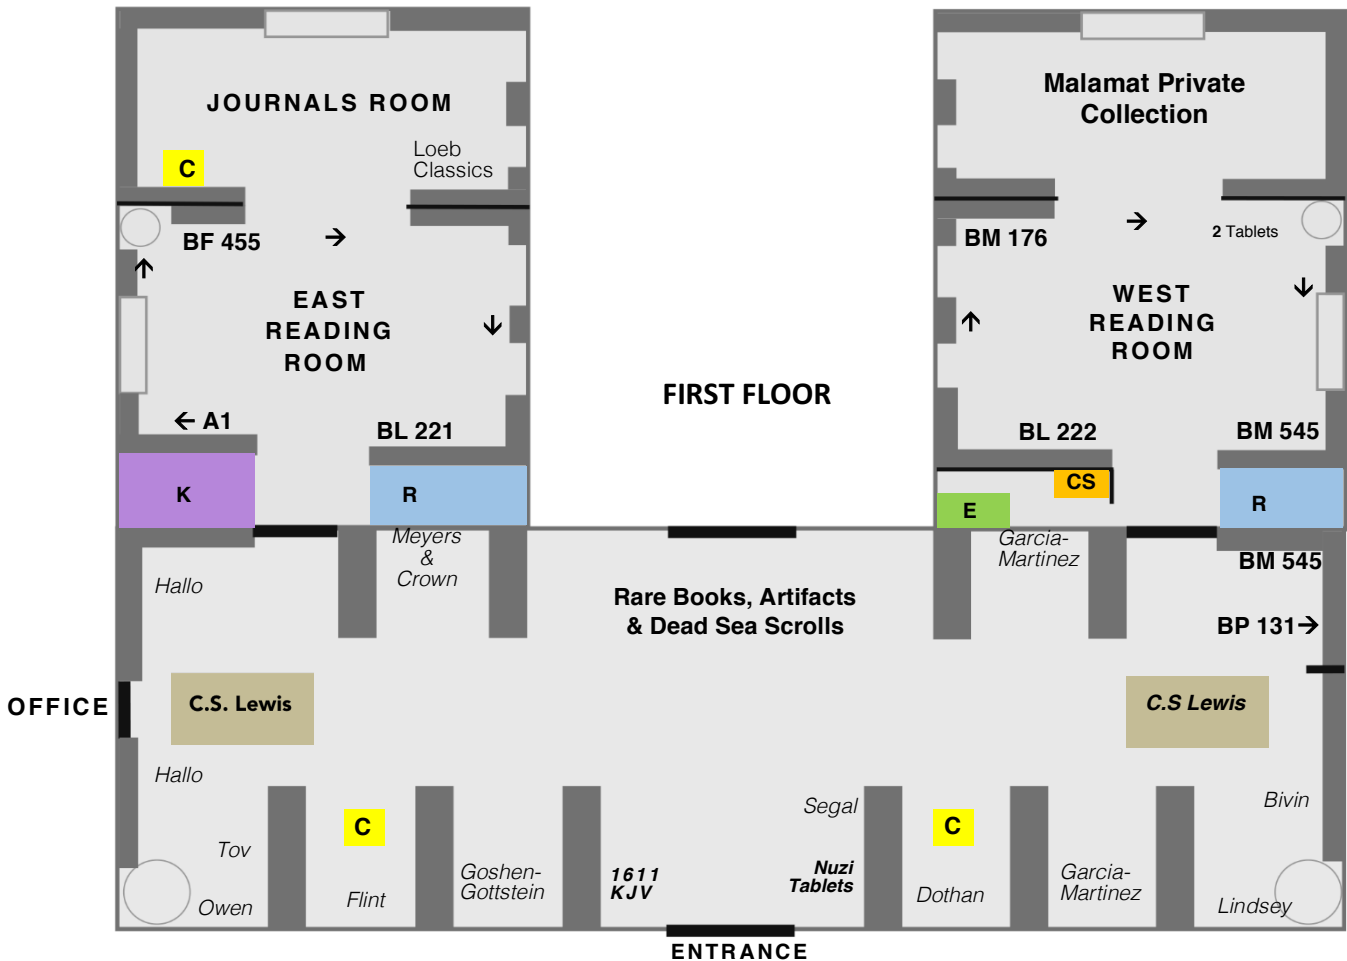 JOURNALS ROOM
C
Loeb
Classics
BF 455 →
↑
EAST
READING
ROOM
↓
← A1
BL 221
K
R
Malamat Private
Collection
BM 176
→
2 Tablets
↓
WEST
READING
ROOM
↑
BL 222
BM 545
CS
E
R
FIRST FLOOR
Meyers
&
Crown
Hallo
Rare Books, Artifacts
& Dead Sea Scrolls
Garcia-
Martinez
BM 545
BP 131→
OFFICE
C.S. Lewis
C.S Lewis
Hallo
Tov
Owen
C
Flint
Goshen-
Gottstein
1611
KJV
Segal
Nuzi
Tablets
C
Dothan
Garcia-
Martinez
Bivin
Lindsey
ENTRANCE